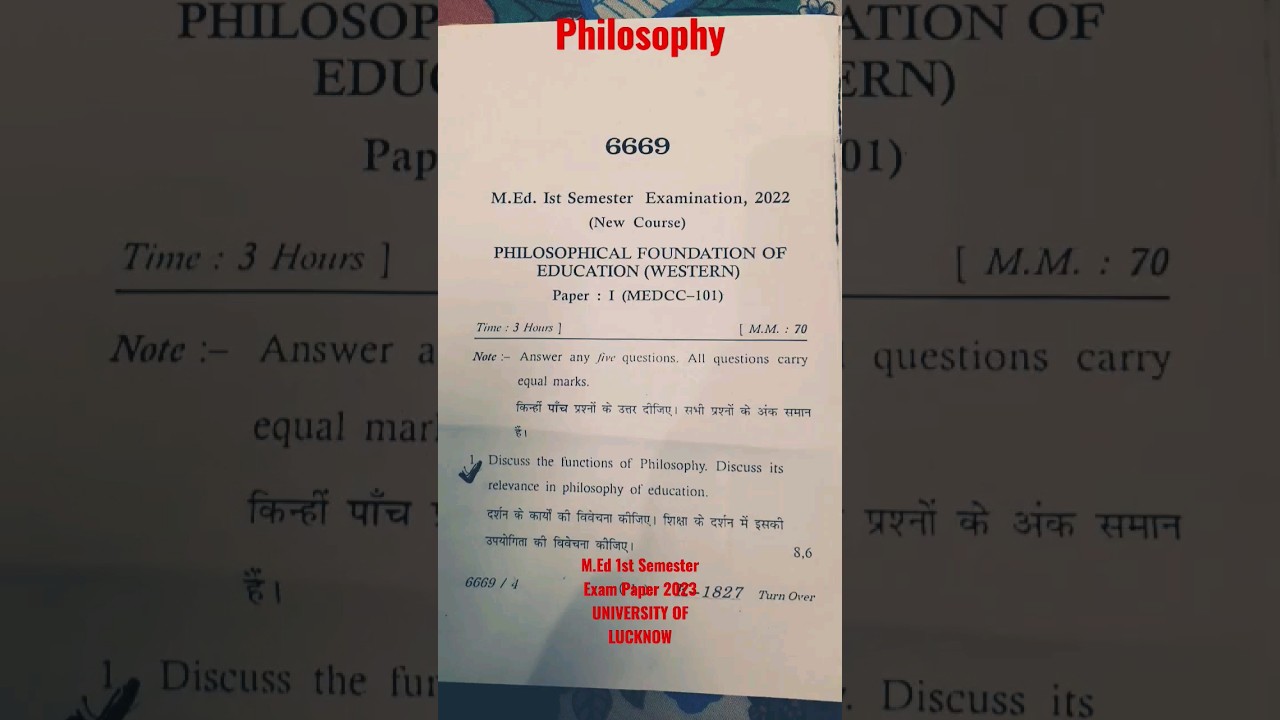 Philosophy
6669
M.Ed. Ist Semester Examination, 2022
(New Course)
PHILOSOPHICAL FOUNDATION OF
EDUCATION (WESTERN)
Paper : I (MEDCC–101)
Time : 3 Hours ] [ M.M. : 70
Note :– Answer any five questions. All questions carry
equal marks.
किन्हीं पाँच प्रश्नों के उत्तर दीजिए। सभी प्रश्नों के अंक समान
हैं।
1. Discuss the functions of Philosophy. Discuss its
relevance in philosophy of education.
दर्शन के कार्यों की विवेचना कीजिए। शिक्षा के दर्शन में इसकी
उपयोगिता की विवेचना कीजिए।
8,6
M.Ed 1st Semester
Exam Paper 2023
UNIVERSITY OF
LUCKNOW
6669 / 4 –1827 Turn Over